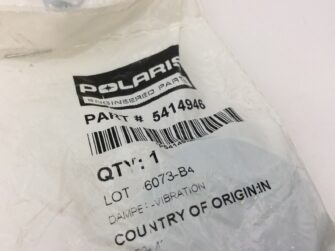 POLARIS
ENGINEERED PARTS
PART # 5414946
QTY: 1
LOT 6073-B4
DAMPER-VIBRATION
COUNTRY OF ORIGIN:IN